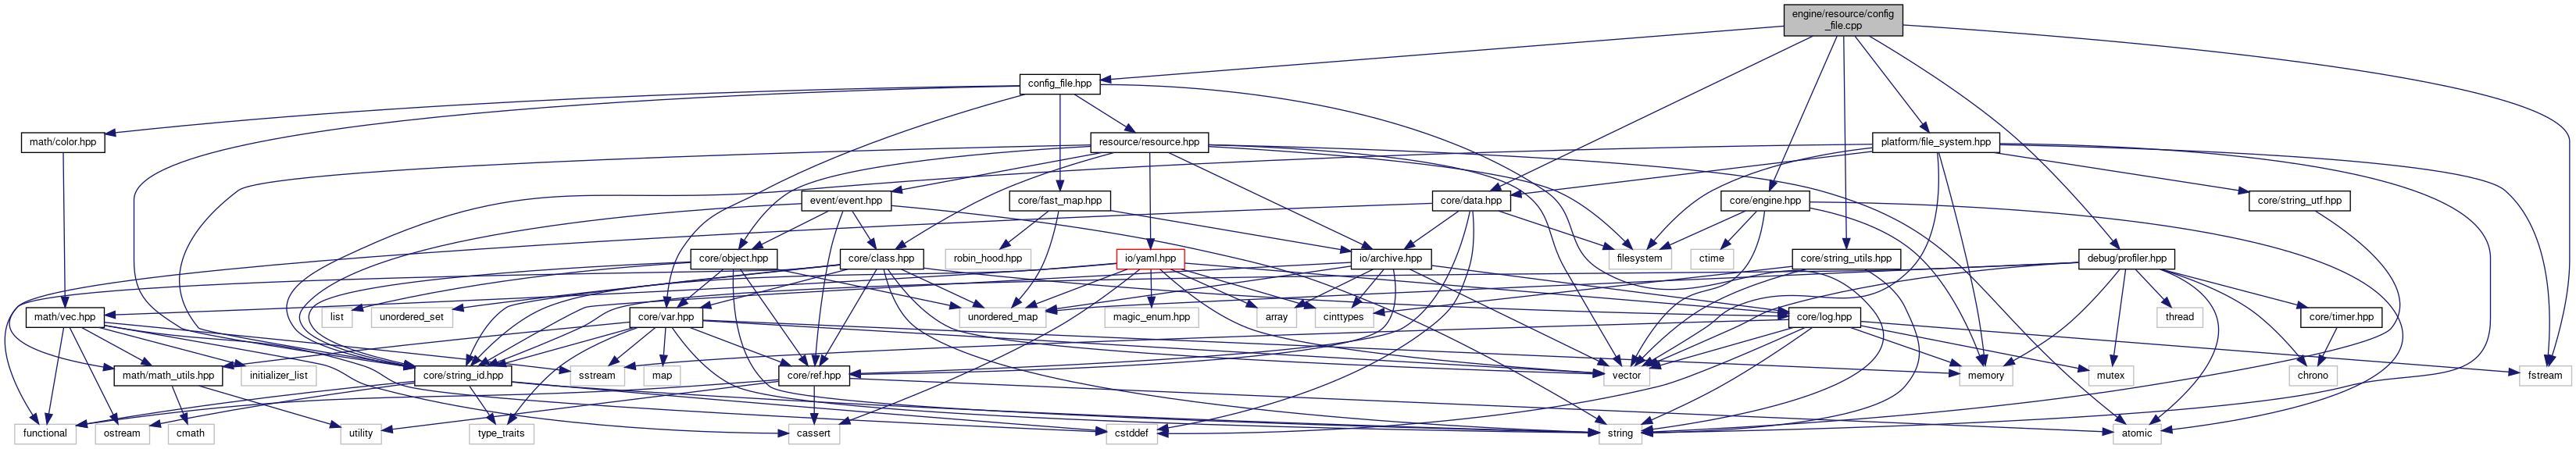 engine/resource/config
_file.cpp
config_file.hpp
math/color.hpp
resource/resource.hpp
platform/file_system.hpp
event/event.hpp
core/fast_map.hpp
core/data.hpp
core/engine.hpp
core/string_utf.hpp
core/object.hpp
core/class.hpp
robin_hood.hpp
io/yaml.hpp
io/archive.hpp
filesystem
ctime
core/string_utils.hpp
debug/profiler.hpp
math/vec.hpp
list
unordered_set
core/var.hpp
unordered_map
magic_enum.hpp
array
cinttypes
core/log.hpp
thread
core/timer.hpp
math/math_utils.hpp
initializer_list
core/string_id.hpp
sstream
map
core/ref.hpp
vector
memory
mutex
chrono
fstream
functional
ostream
cmath
utility
type_traits
cassert
cstddef
string
atomic